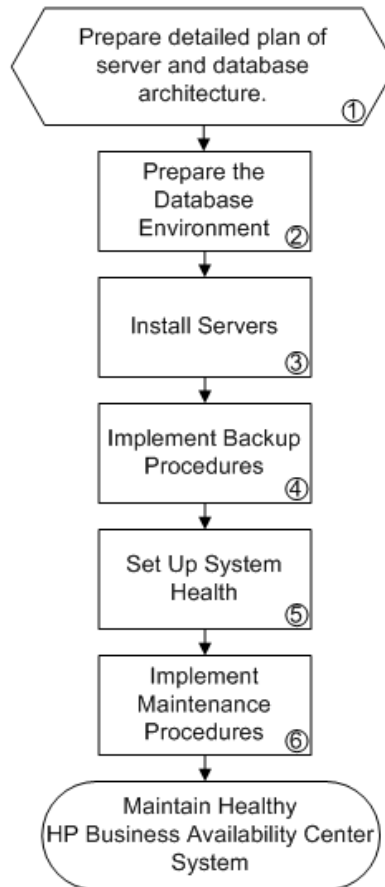 Prepare detailed plan of
server and database
architecture.
①
Prepare the
Database
Environment
②
Install Servers
③
Implement Backup
Procedures
④
Set Up System
Health
⑤
Implement
Maintenance
Procedures
⑥
Maintain Healthy
HP Business Availability Center
System